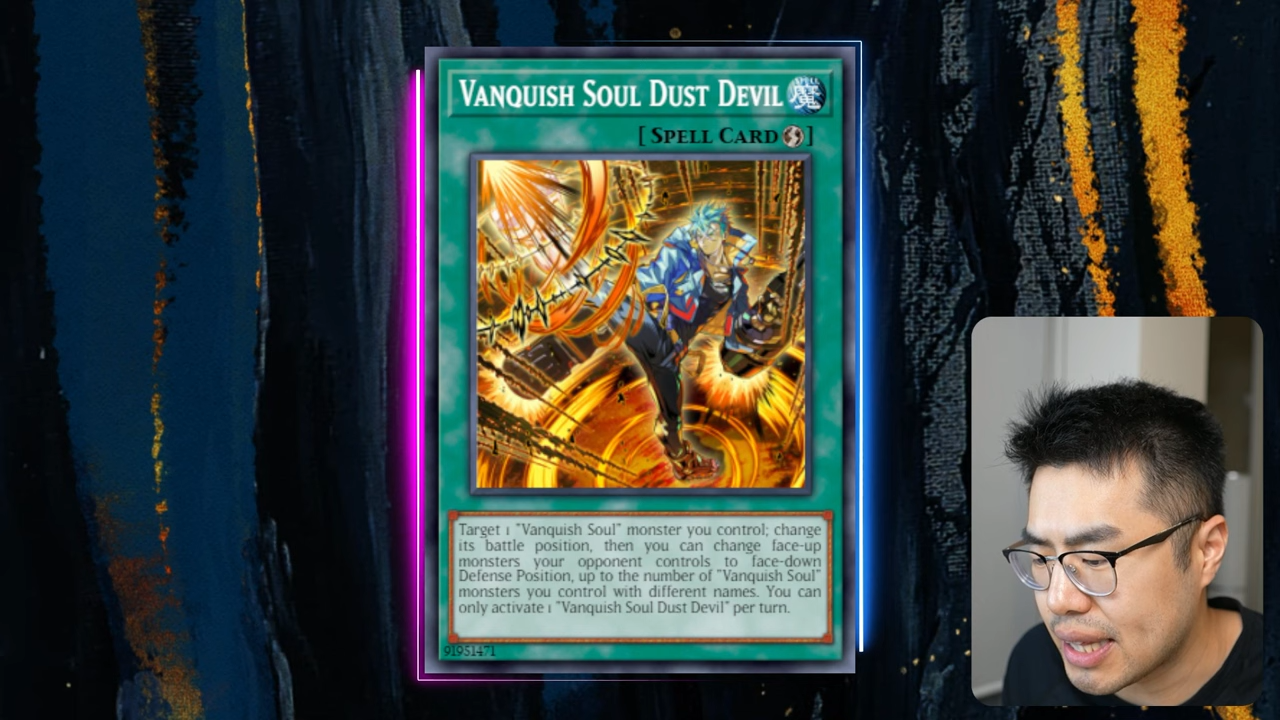 VANQUISH SOUL DUST DEVIL
[ SPELL CARD ]
Target 1 "Vanquish Soul" monster you control; change
its battle position, then you can change face-up
monsters your opponent controls to face-down
Defense Position, up to the number of "Vanquish Soul"
monsters you control with different names. You can
only activate 1 "Vanquish Soul Dust Devil" per turn.
91951471